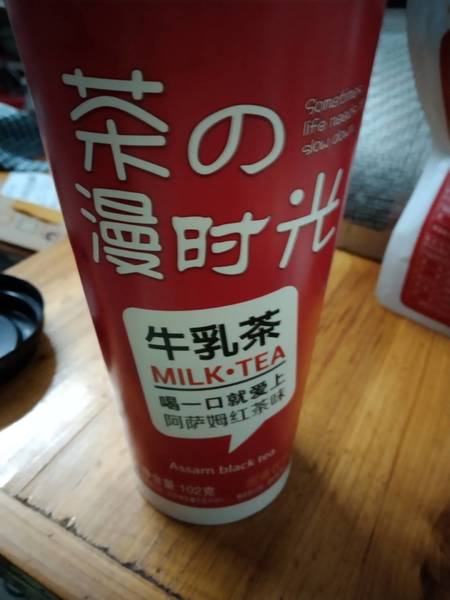 茶の
漫时光
Sometimes
life needs
slow down
牛乳茶
MILK·TEA
喝一口就爱上
阿萨姆红茶味
Assam black tea
102克